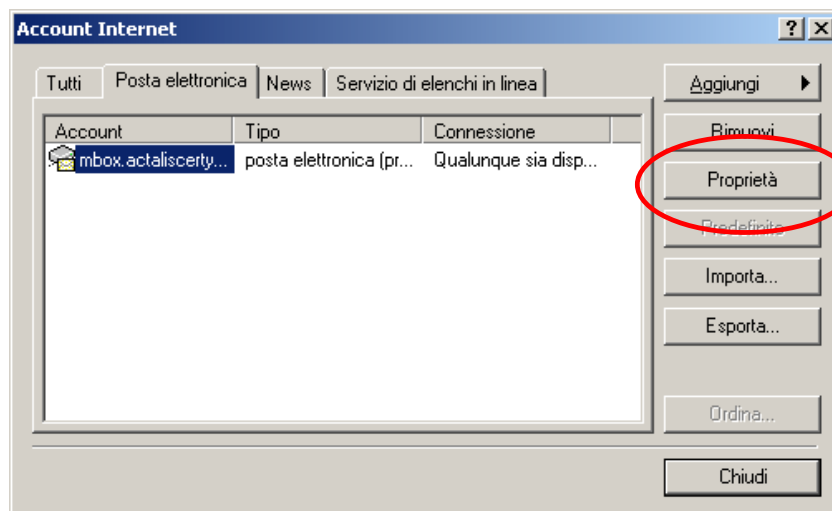 Account Internet
Tutti
Posta elettronica
News
Servizio di elenchi in linea
Account Tipo Connessione
mbox.actaliscerty... posta elettronica (pr... Qualunque sia disp...
Aggiungi
Rimuovi
Proprietà
Predefinito
Importa...
Esporta...
Ordina...
Chiudi